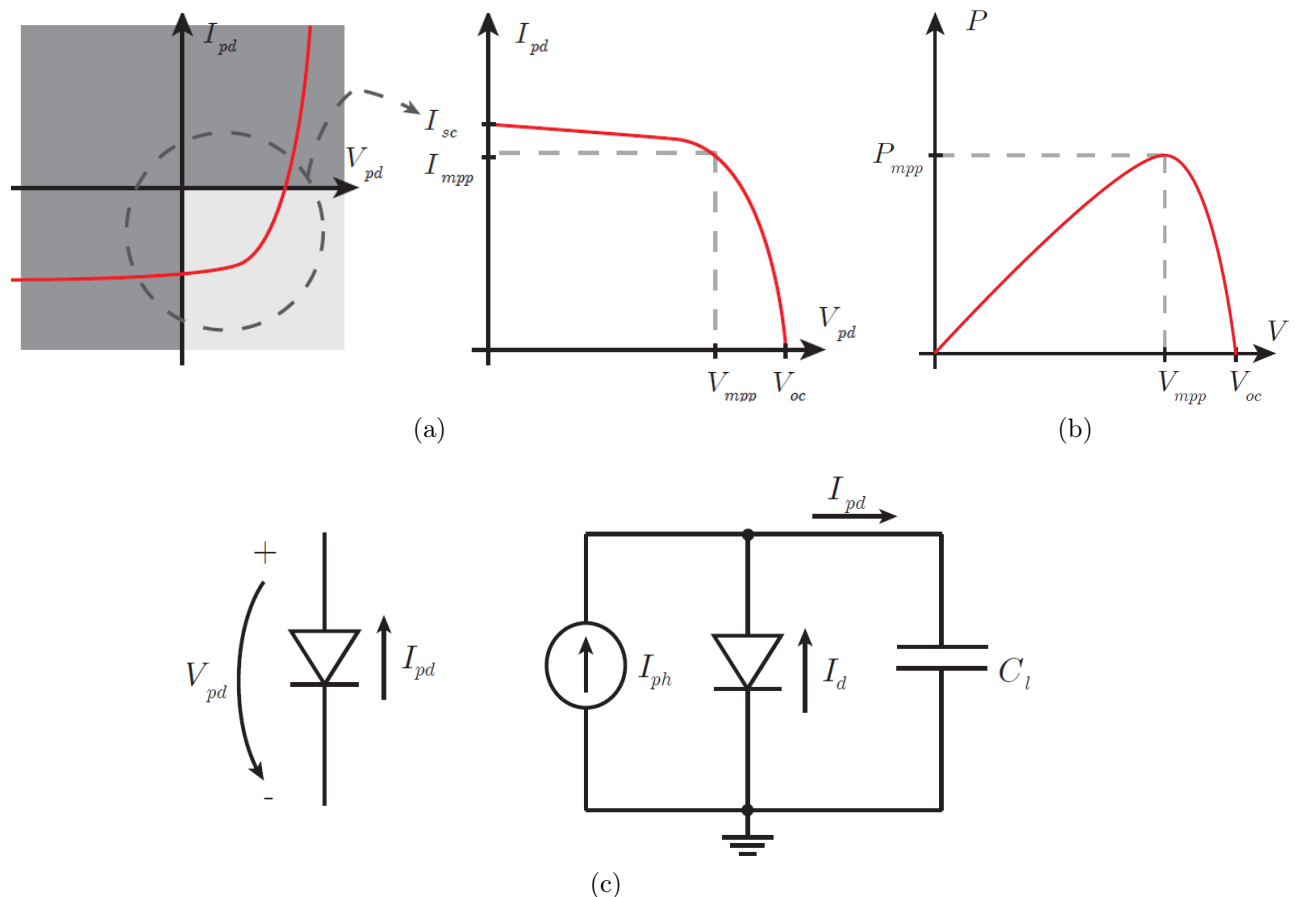 I_pd
V_pd
I_pd
I_sc
I_mpp
V_pd
V_mpp
V_oc
(a)
P
P_mpp
V
V_mpp
V_oc
(b)
+
V_pd
-
I_pd
I_pd
I_ph
I_d
C_l
(c)